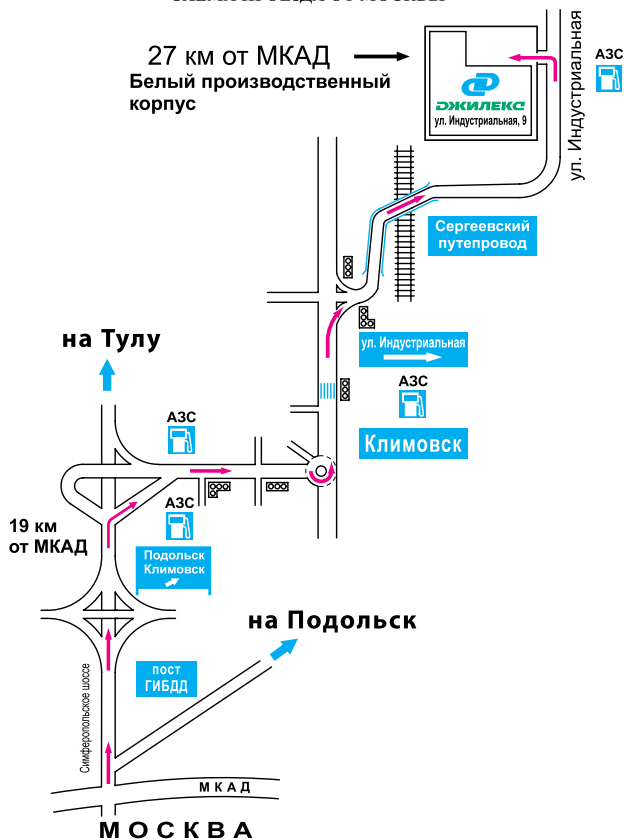 27 км от МКАД
Белый производственный
корпус
ДЖИЛЕКС
ул. Индустриальная, 9
ул. Индустриальная
АЗС
Сергеевский
путепровод
на Тулу
ул. Индустриальная
АЗС
Климовск
АЗС
АЗС
19 км
от МКАД
Подольск
Климовск
на Подольск
пост
ГИБДД
Симферопольское шоссе
МКАД
МОСКВА